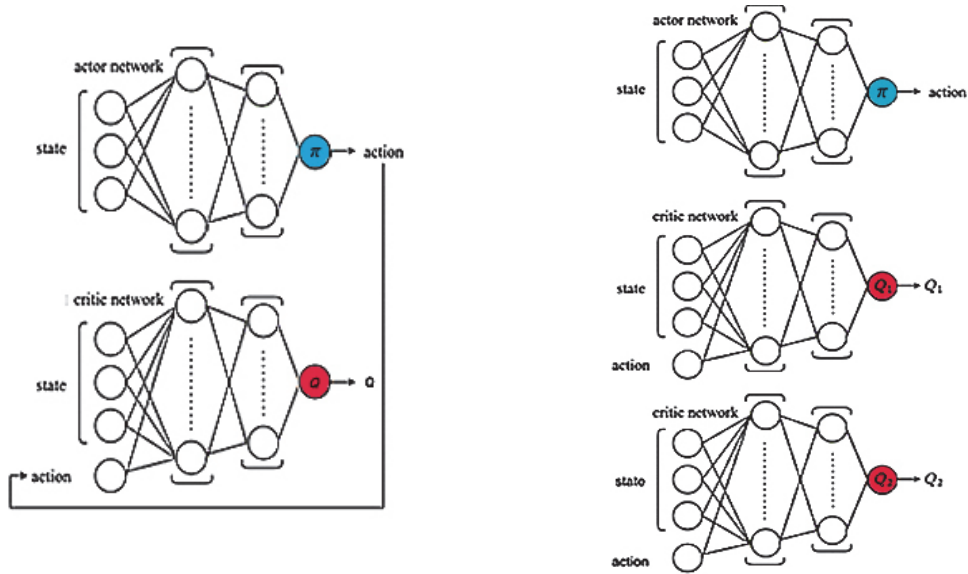 actor network
state
π
action
critic network
state
Q
Q
action
actor network
state
π
action
critic network
state
Q₁
Q₁
action
critic network
state
Q₂
Q₂
action